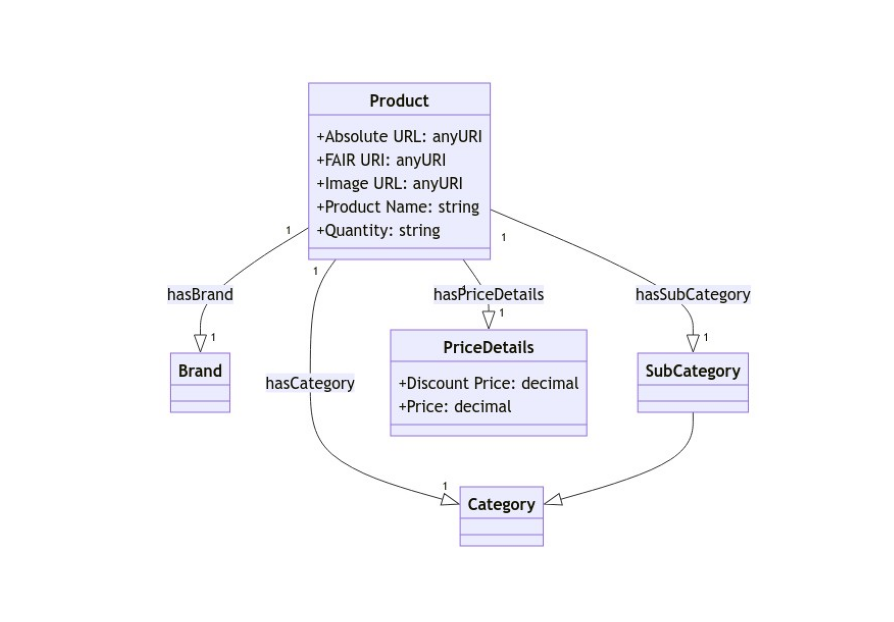 Product
+Absolute URL: anyURI
+FAIR URI: anyURI
+Image URL: anyURI
+Product Name: string
+Quantity: string
1
1
1
hasBrand
hasPriceDetails
1
hasSubCategory
1
1
1
Brand
PriceDetails
SubCategory
+Discount Price: decimal
+Price: decimal
hasCategory
1
Category